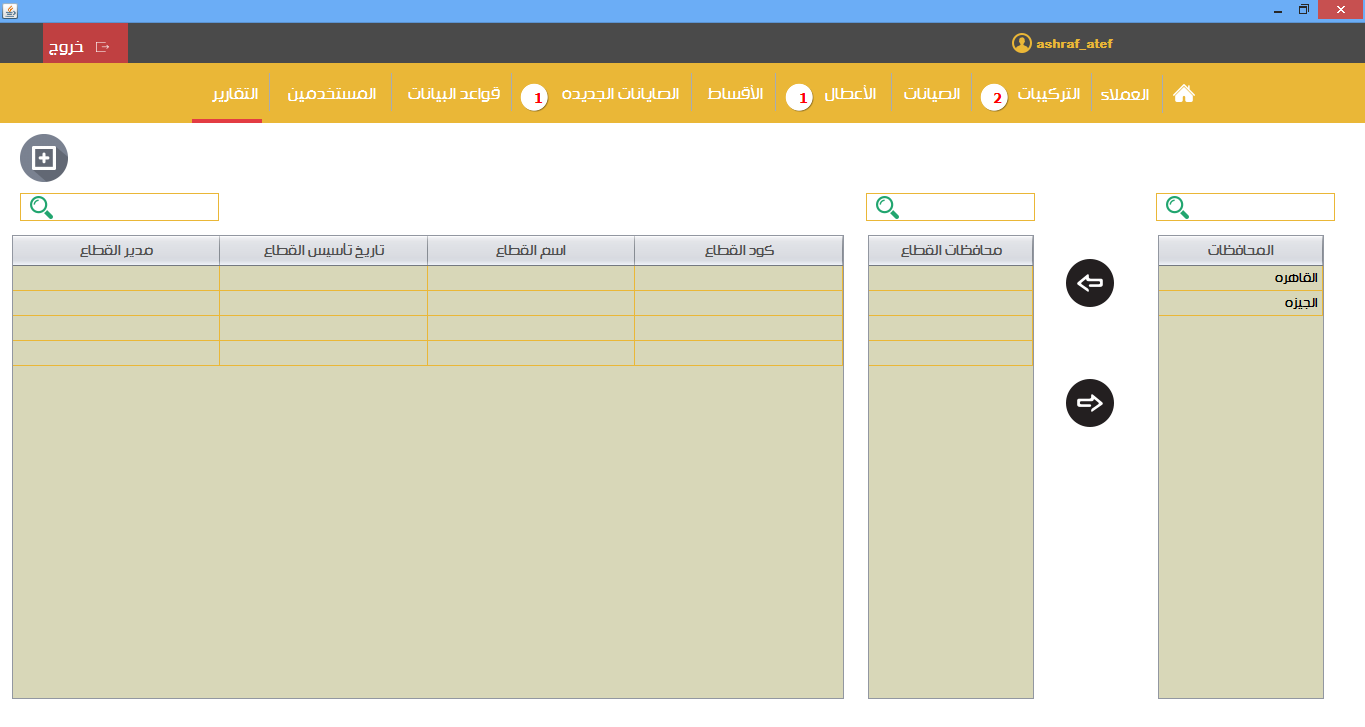 ashraf_atef
خروج
العملاء
التركيبات 2
الصيانات
الأعطال 1
الأقساط
الصايانات الجديده 1
قواعد البيانات
المستخدمين
التقارير
المحافظات
القاهره
الجيزه
محافظات القطاع
كود القطاع اسم القطاع تاريخ تأسيس القطاع مدير القطاع